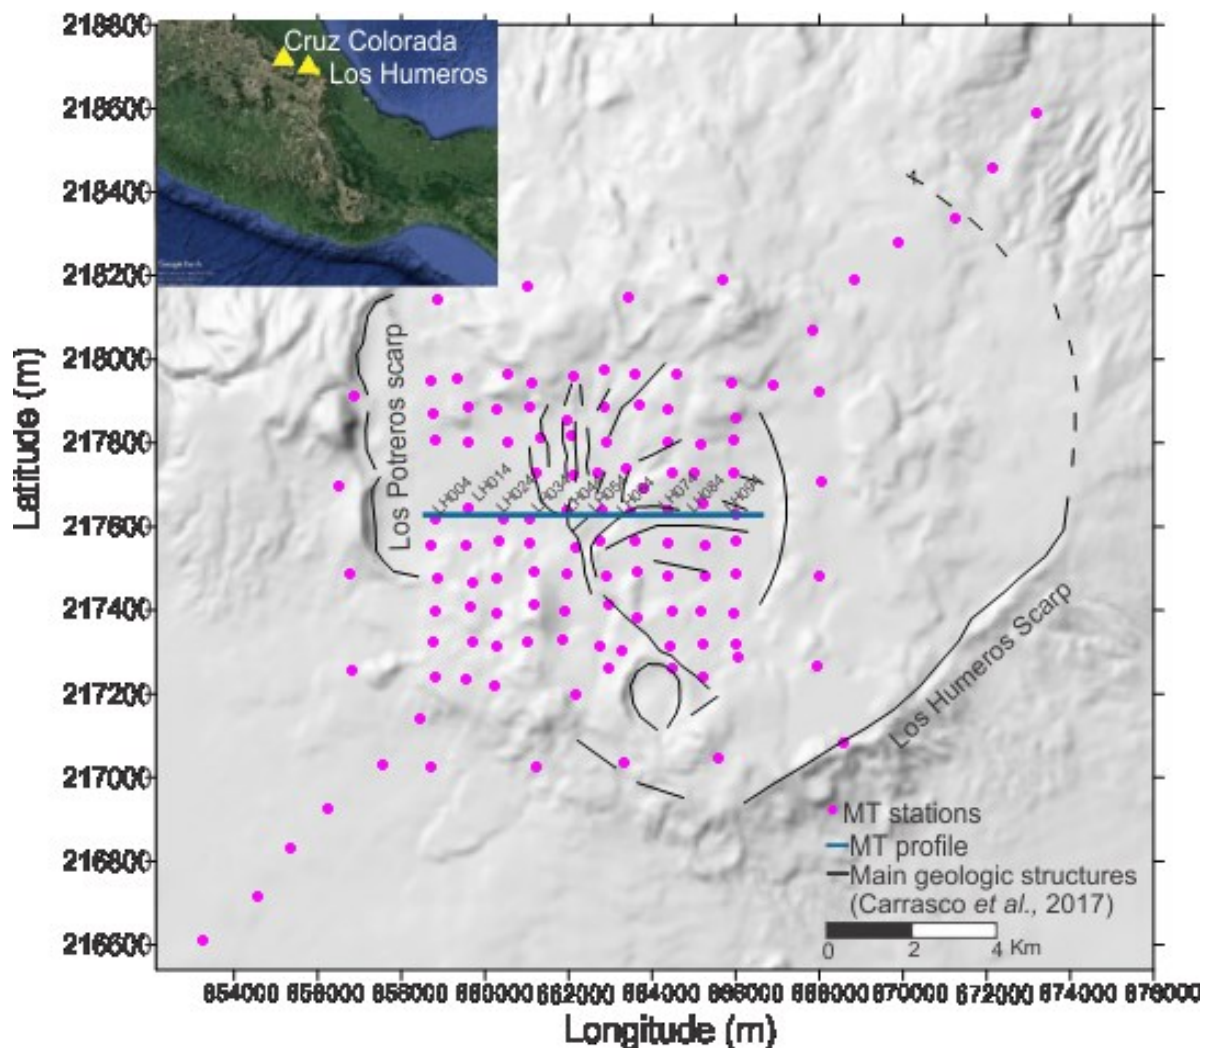 2188000
Cruz Colorada
Los Humeros
2186000
2184000
2182000
2180000
2178000
2176000
2174000
2172000
2170000
2168000
2166000
Latitude (m)
Los Potreros scarp
LH004
LH014
LH024
LH034
LH074
LH084
LH094
Los Humeros Scarp
MT stations
MT profile
Main geologic structures
(Carrasco et al., 2017)
0 2 4 Km
654000 656000 658000 660000 662000 664000 666000 668000 670000 672000 674000 676000
Longitude (m)